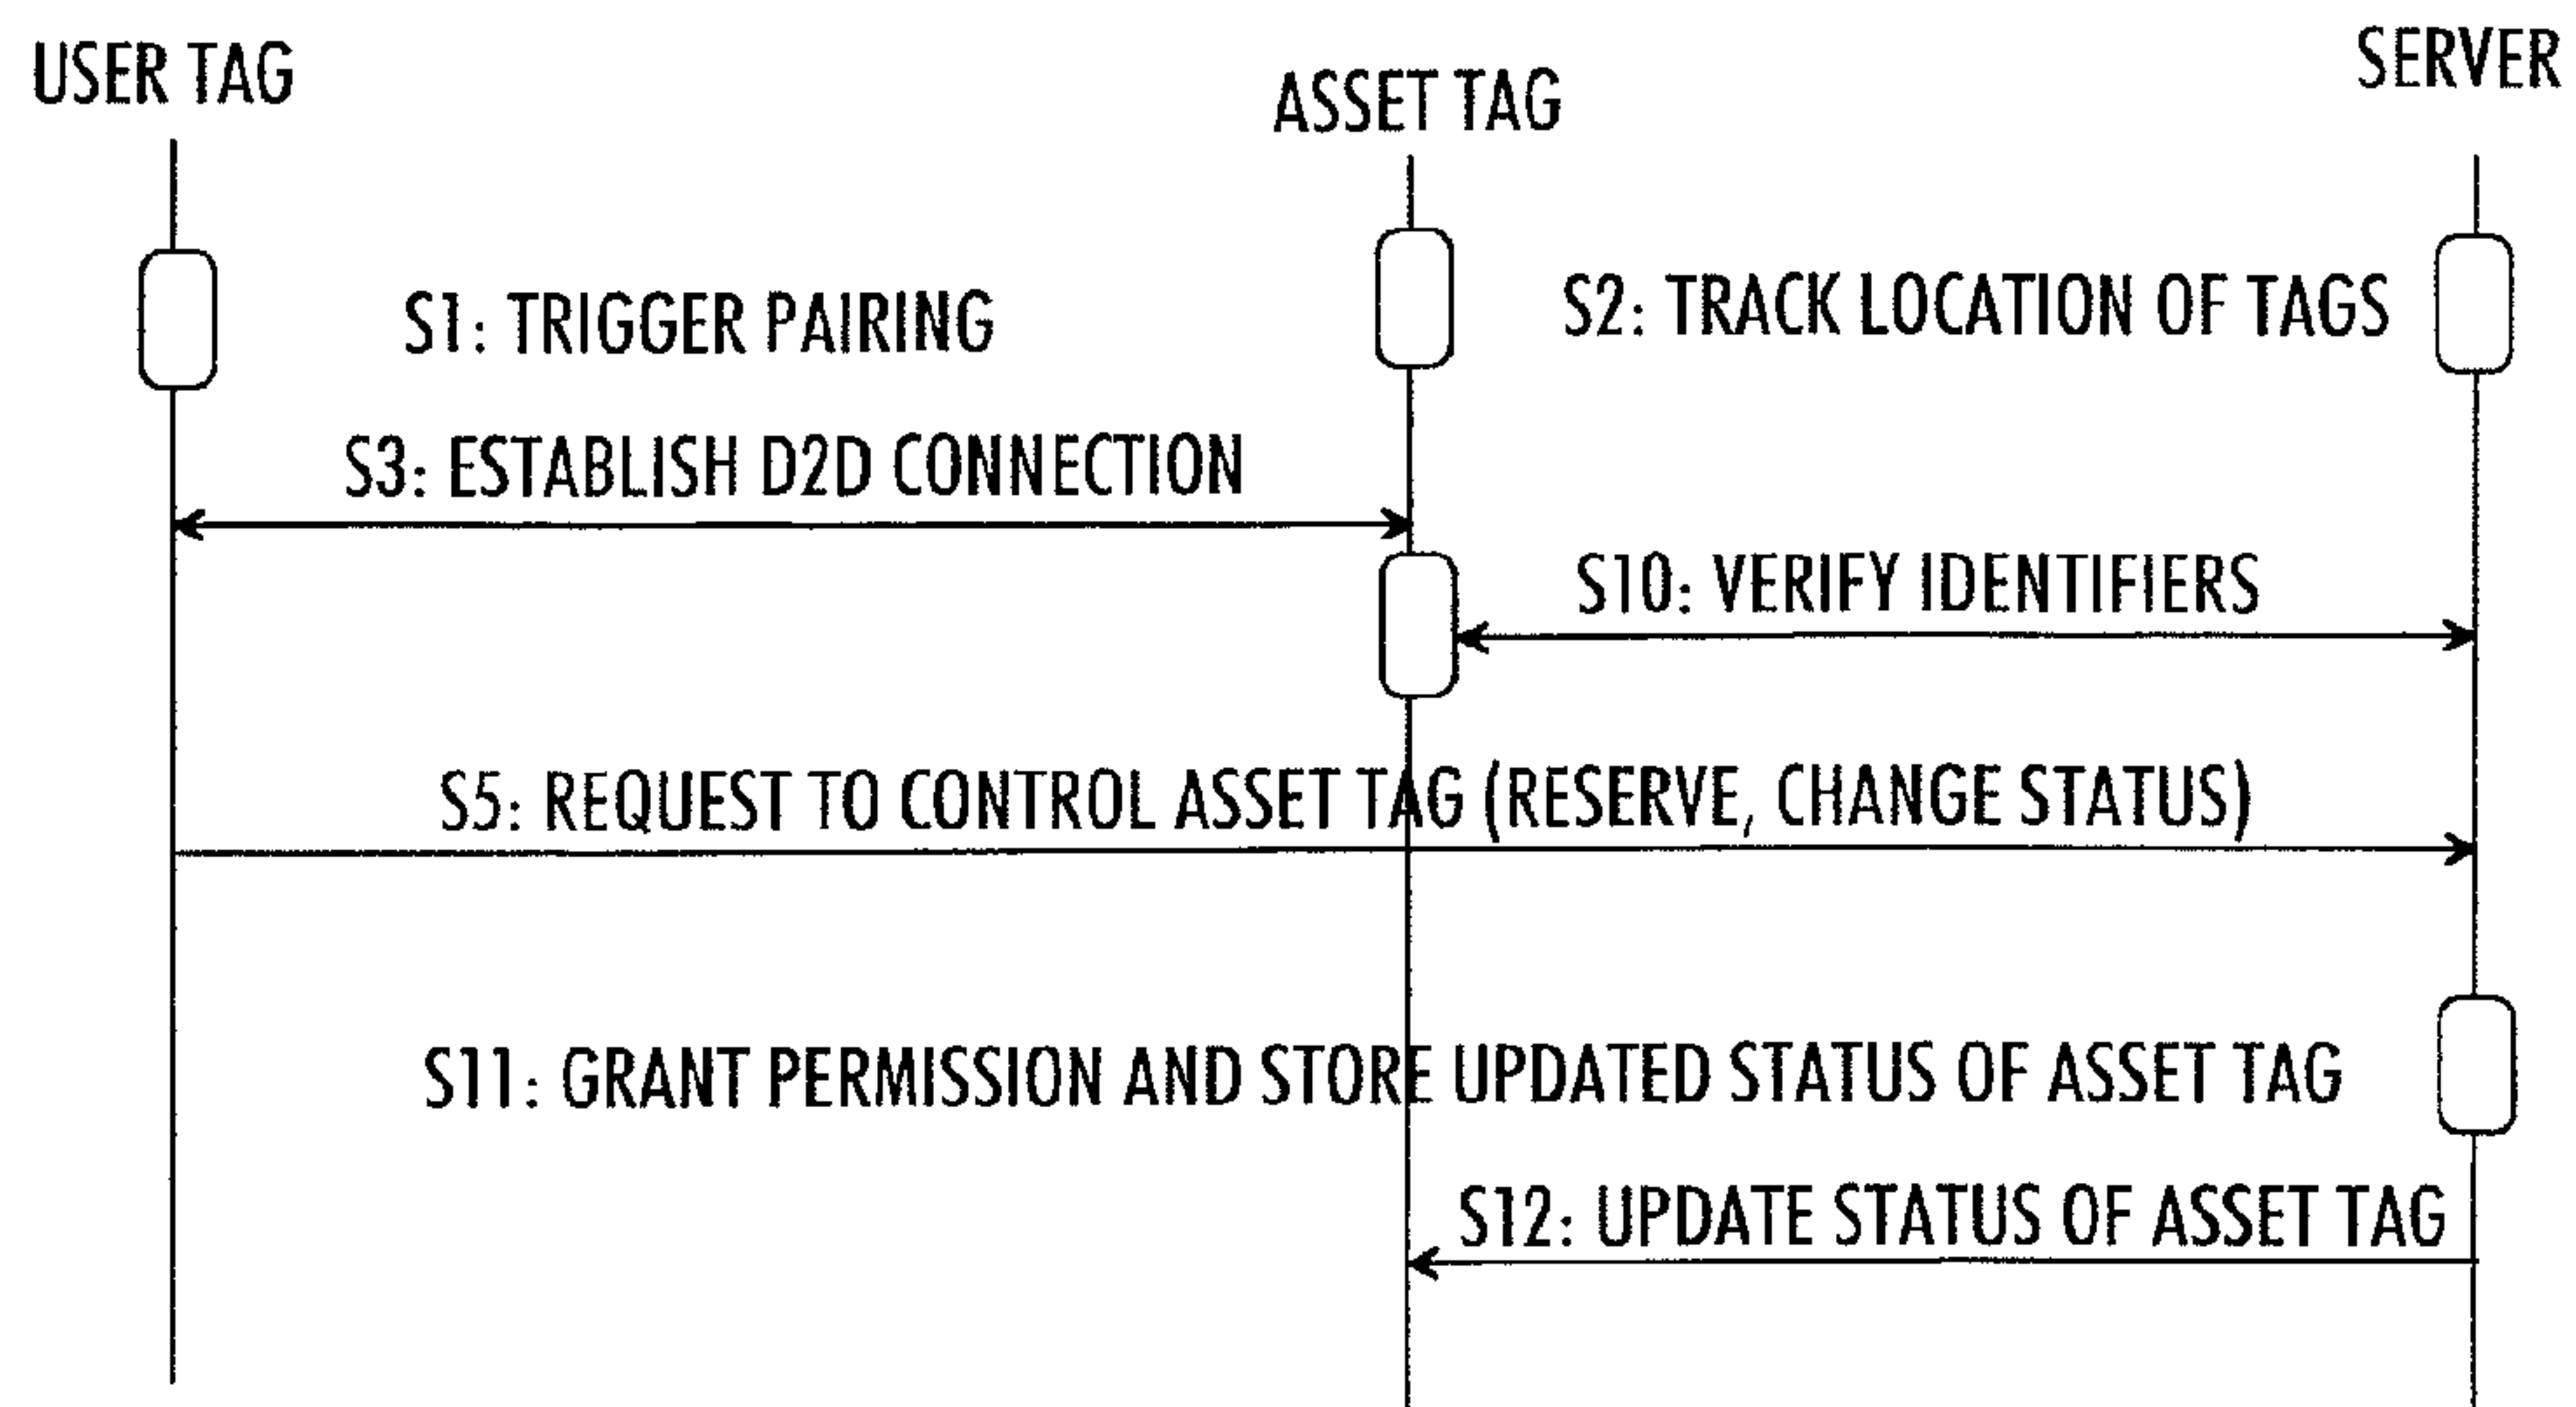 USER TAG
ASSET TAG
SERVER
S1: TRIGGER PAIRING
S2: TRACK LOCATION OF TAGS
S3: ESTABLISH D2D CONNECTION
S10: VERIFY IDENTIFIERS
S5: REQUEST TO CONTROL ASSET TAG (RESERVE, CHANGE STATUS)
S11: GRANT PERMISSION AND STORE UPDATED STATUS OF ASSET TAG
S12: UPDATE STATUS OF ASSET TAG